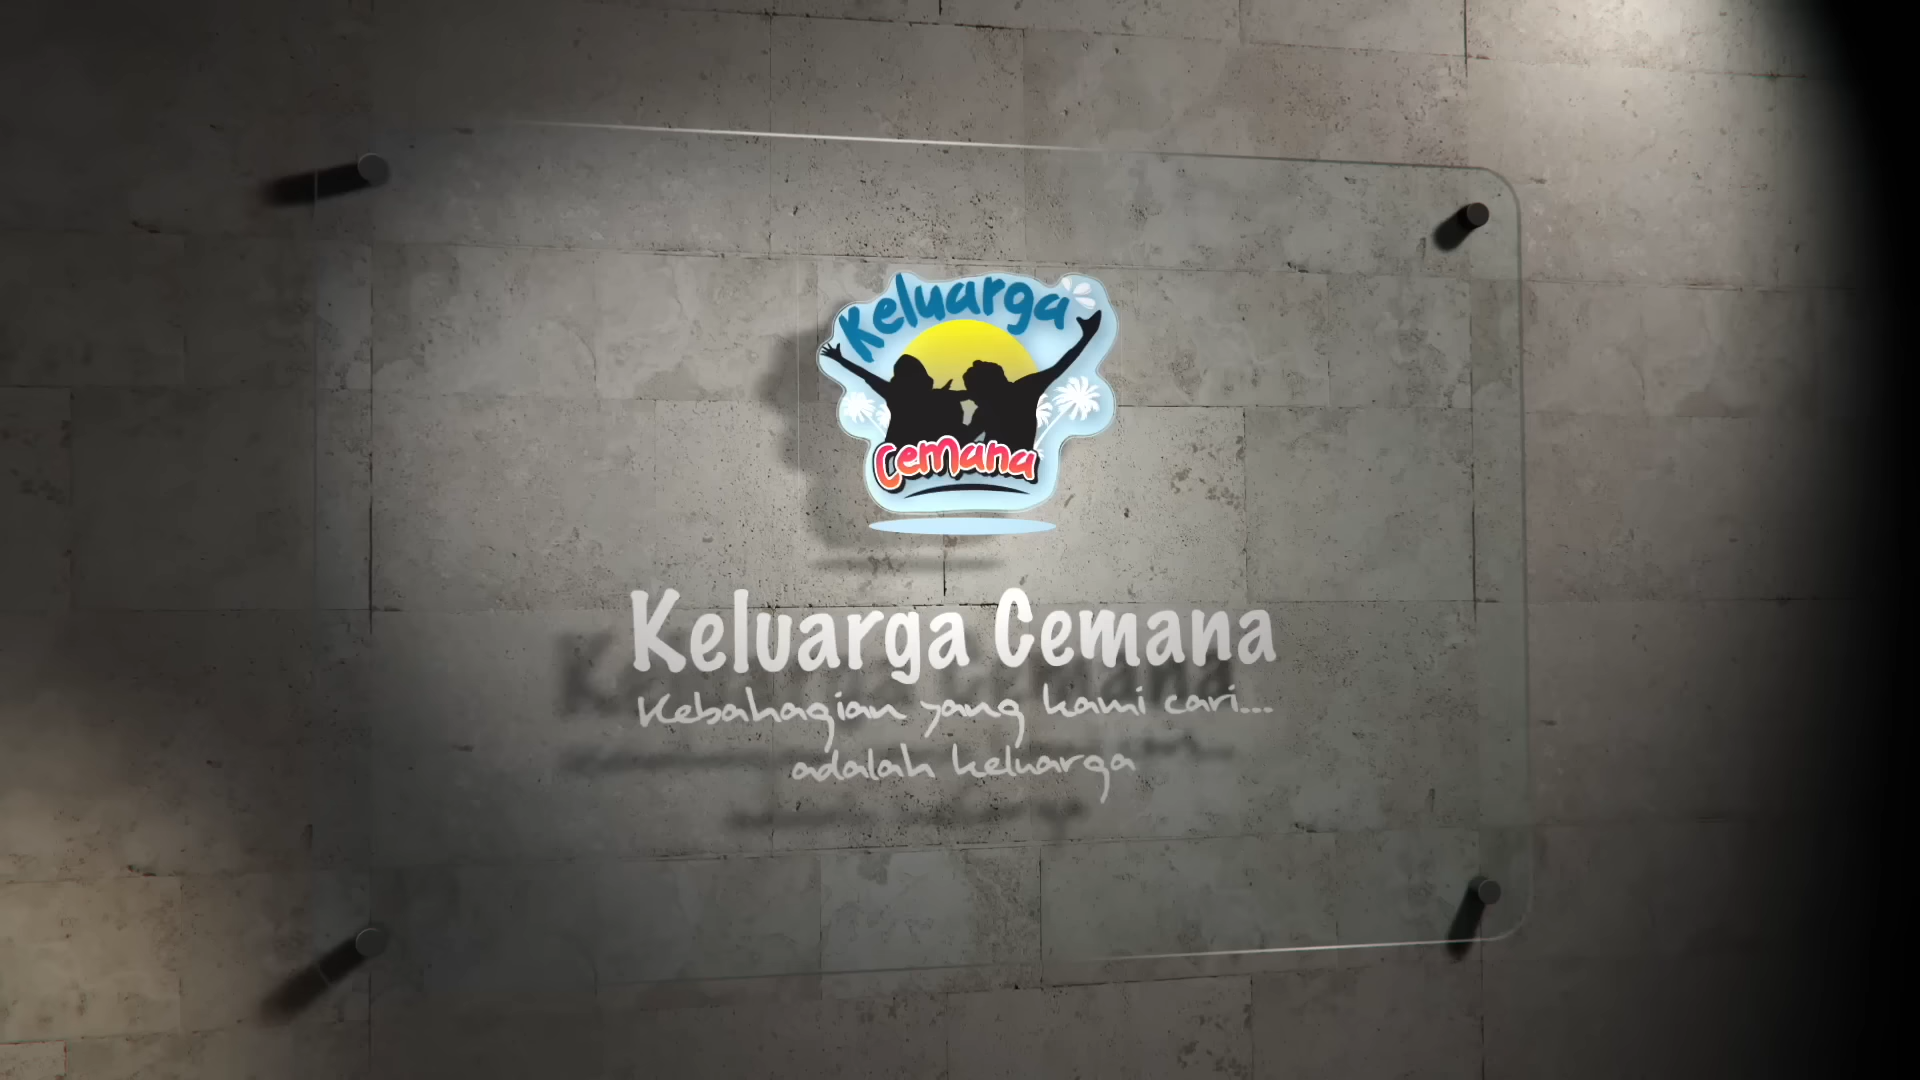 Keluarga
Cemana
Keluarga Cemana
Kebahagian yang kami cari...
adalah keluarga